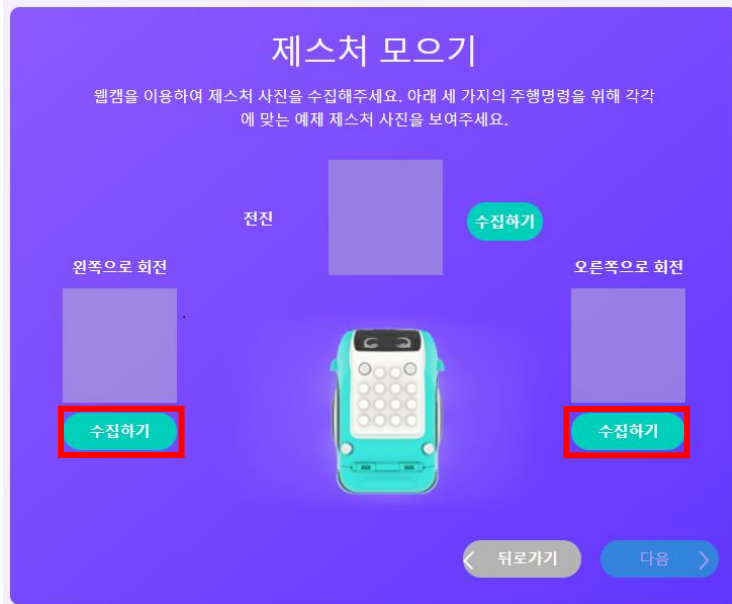 제스처 모으기
웹캠을 이용하여 제스처 사진을 수집해주세요. 아래 세 가지의 주행명령을 위해 각각
에 맞는 예제 제스처 사진을 보여주세요.
전진
수집하기
왼쪽으로 회전
오른쪽으로 회전
수집하기
수집하기
뒤로가기
다음